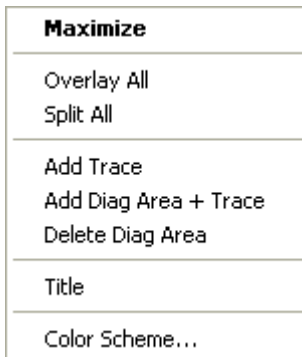 Maximize
Overlay All
Split All
Add Trace
Add Diag Area + Trace
Delete Diag Area
Title
Color Scheme...